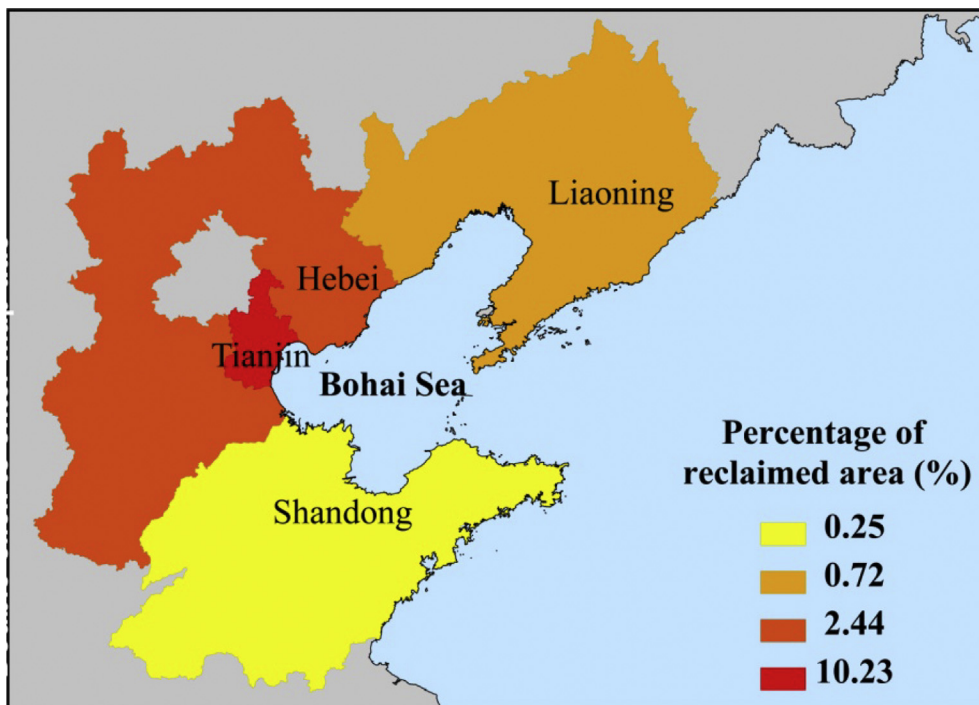 Liaoning
Hebei
Tianjin
Bohai Sea
Shandong
Percentage of
reclaimed area (%)
0.25
0.72
2.44
10.23